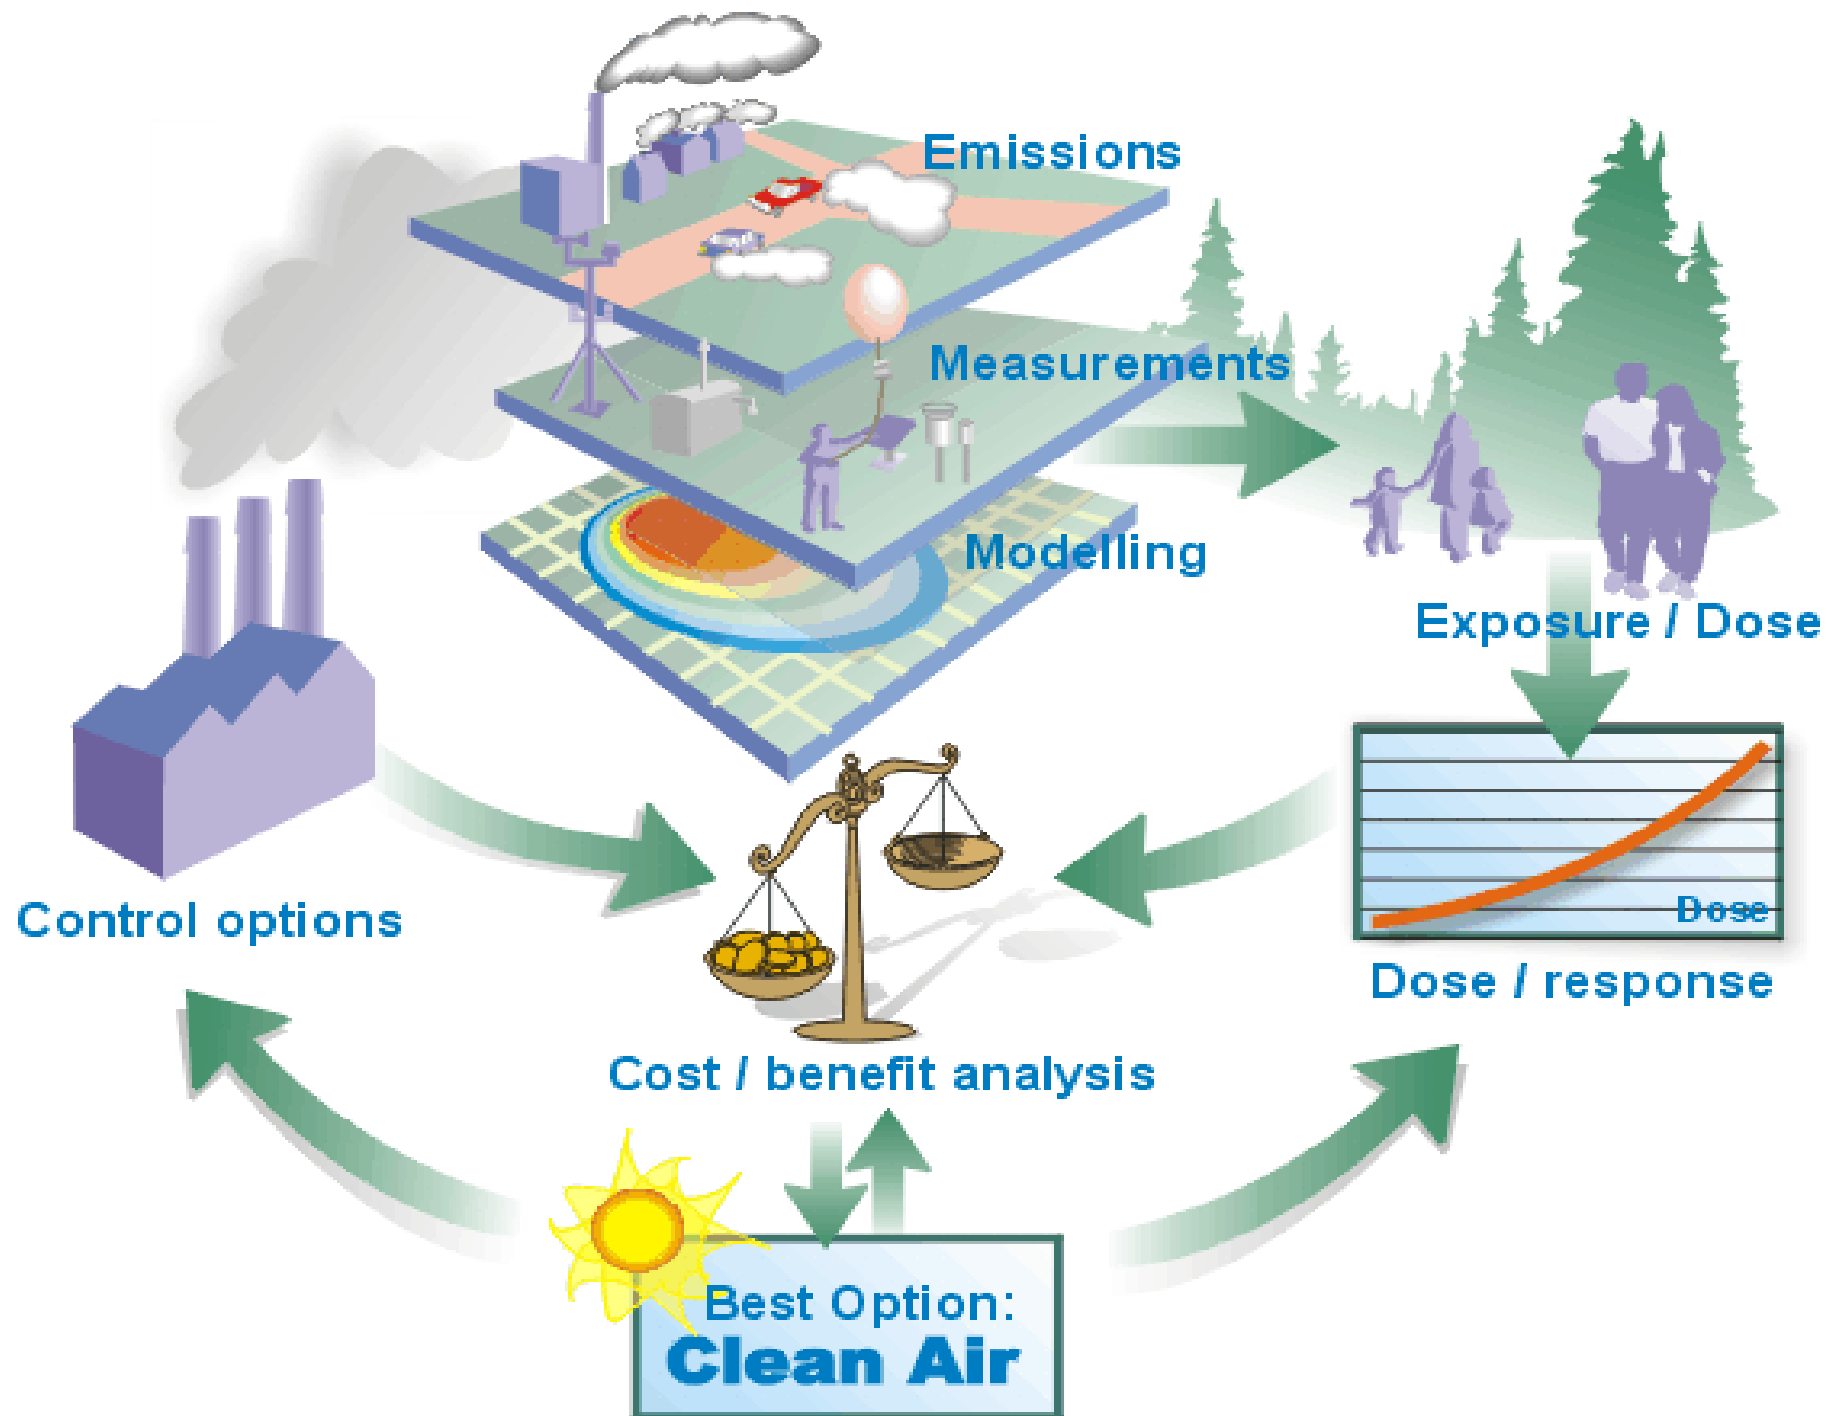 Emissions
Measurements
Modelling
Exposure / Dose
Dose
Dose / response
Control options
Cost / benefit analysis
Best Option:
Clean Air